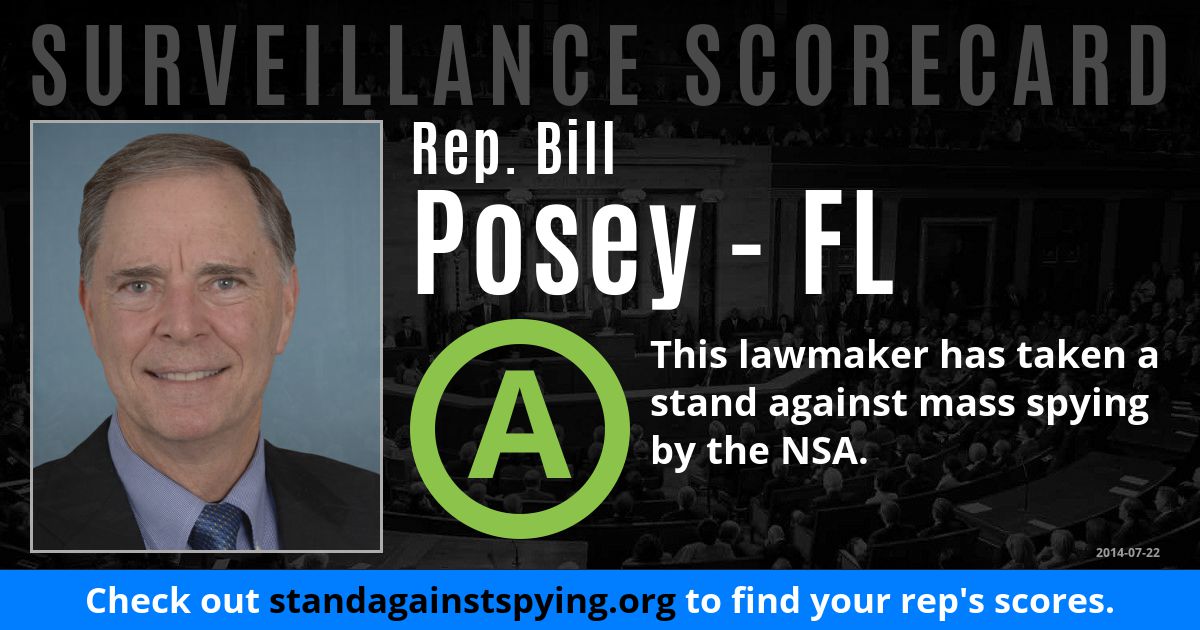 SURVEILLANCE SCORECARD
Rep. Bill
Posey - FL
A
This lawmaker has taken a
stand against mass spying
by the NSA.
2014-07-22
Check out standagainstspying.org to find your rep's scores.